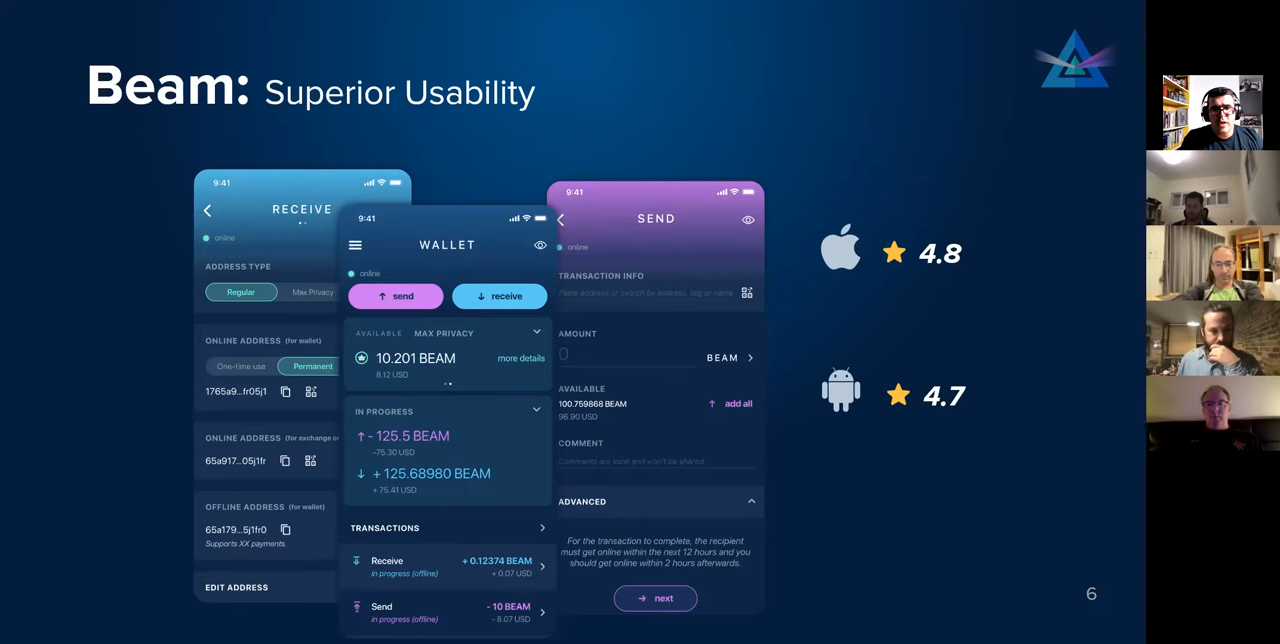 Beam: Superior Usability
9:41
RECEIVE
online
ADDRESS TYPE
Regular
Max Privacy
ONLINE ADDRESS (for wallet)
One-time use
Permanent
1765a9...fr05j1
ONLINE ADDRESS (for exchange
65a917...05j1fr
OFFLINE ADDRESS (for wallet)
65a179...5j1fr0
Supports XX payments.
EDIT ADDRESS
9:41
WALLET
online
send
receive
AVAILABLE
MAX PRIVACY
10.201 BEAM
more details
8.12 USD
IN PROGRESS
- 125.5 BEAM
-75.30 USD
+ 125.68980 BEAM
+ 75.41 USD
TRANSACTIONS
Receive
+ 0.12374 BEAM
in progress (offline)
+ 0.07 USD
Send
- 10 BEAM
in progress (offline)
- 8.07 USD
9:41
SEND
online
TRANSACTION INFO
Paste address or search by address, tag or name
AMOUNT
0
BEAM
AVAILABLE
100.759868 BEAM
add all
96.90 USD
COMMENT
Comments are local and won't be shared
ADVANCED
For the transaction to complete, the recipient
must get online within the next 12 hours and you
should get online within 2 hours afterwards.
next
4.8
4.7
6